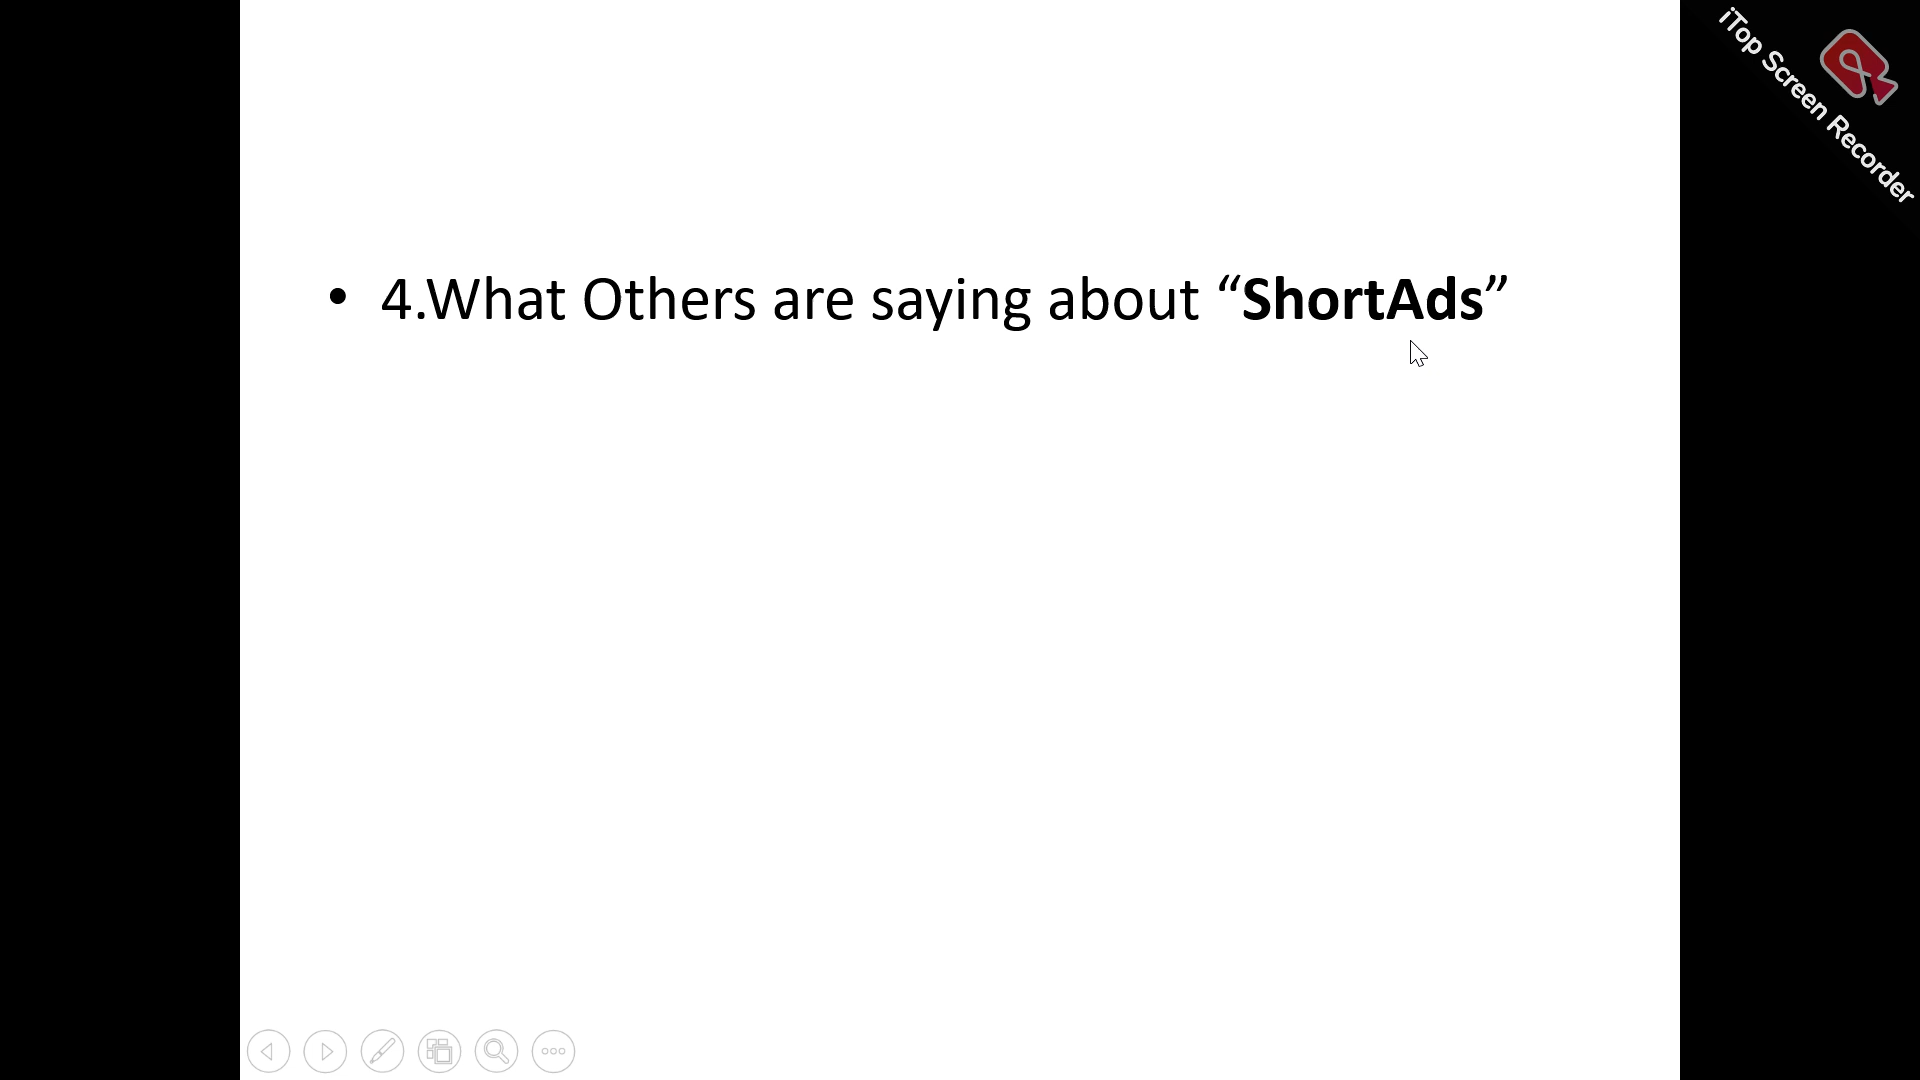 iTop Screen Recorder
• 4.What Others are saying about “ShortAds”